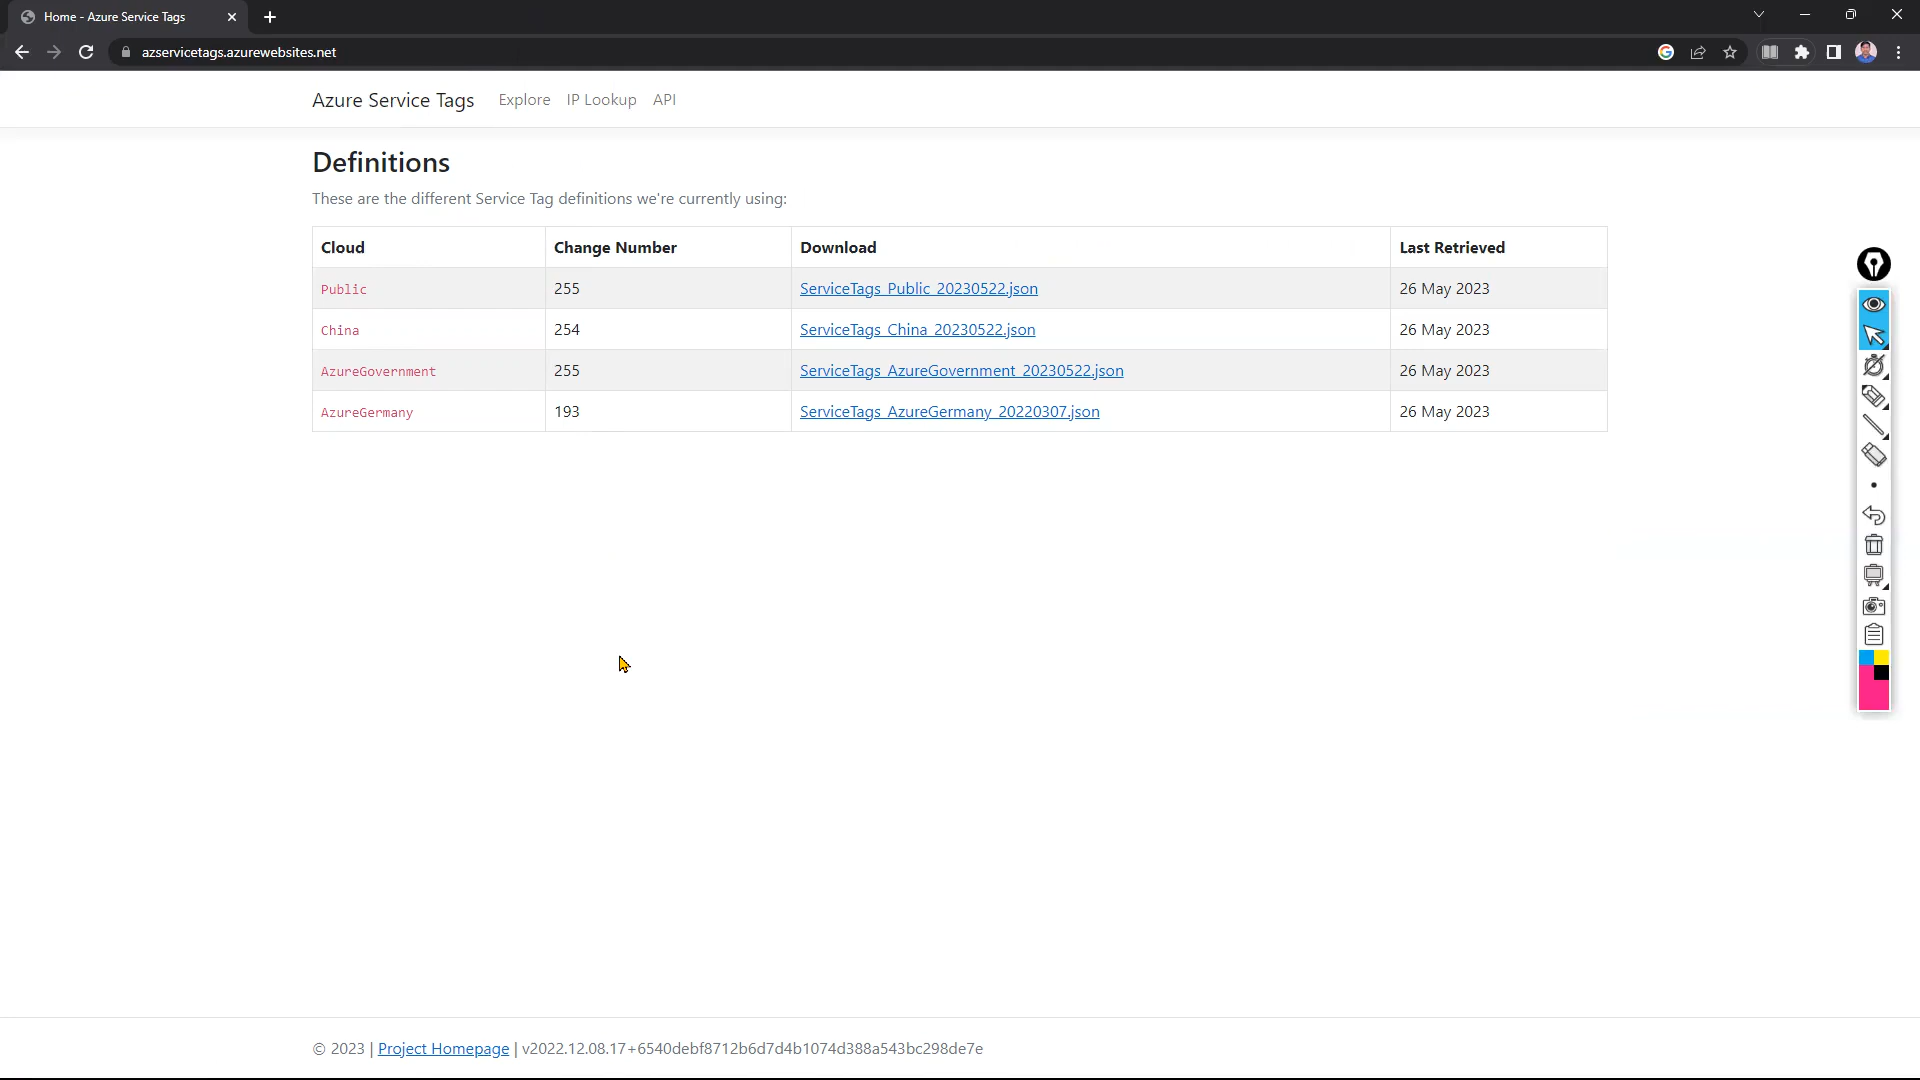 Home - Azure Service Tags
azservicetags.azurewebsites.net
Azure Service Tags Explore IP Lookup API
Definitions
These are the different Service Tag definitions we're currently using:
Cloud Change Number Download Last Retrieved
Public 255 ServiceTags_Public_20230522.json 26 May 2023
China 254 ServiceTags_China_20230522.json 26 May 2023
AzureGovernment 255 ServiceTags_AzureGovernment_20230522.json 26 May 2023
AzureGermany 193 ServiceTags_AzureGermany_20220307.json 26 May 2023
© 2023 | Project Homepage | v2022.12.08.17+6540debf8712b6d7d4b1074d388a543bc298de7e